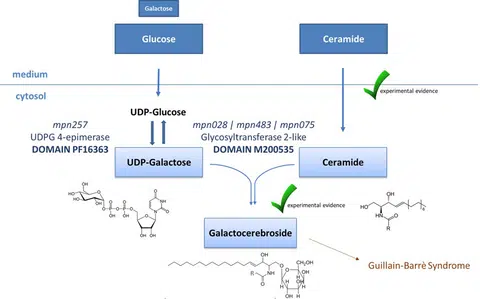 Galactose
Glucose
Ceramide
medium
cytosol
experimental evidence
UDP-Glucose
mpn257
UDPG 4-epimerase
DOMAIN PF16363
mpn028 | mpn483 | mpn075
Glycosyltransferase 2-like
DOMAIN M200535
UDP-Galactose
Ceramide
experimental evidence
Galactocerebroside
Guillain-Barrè Syndrome